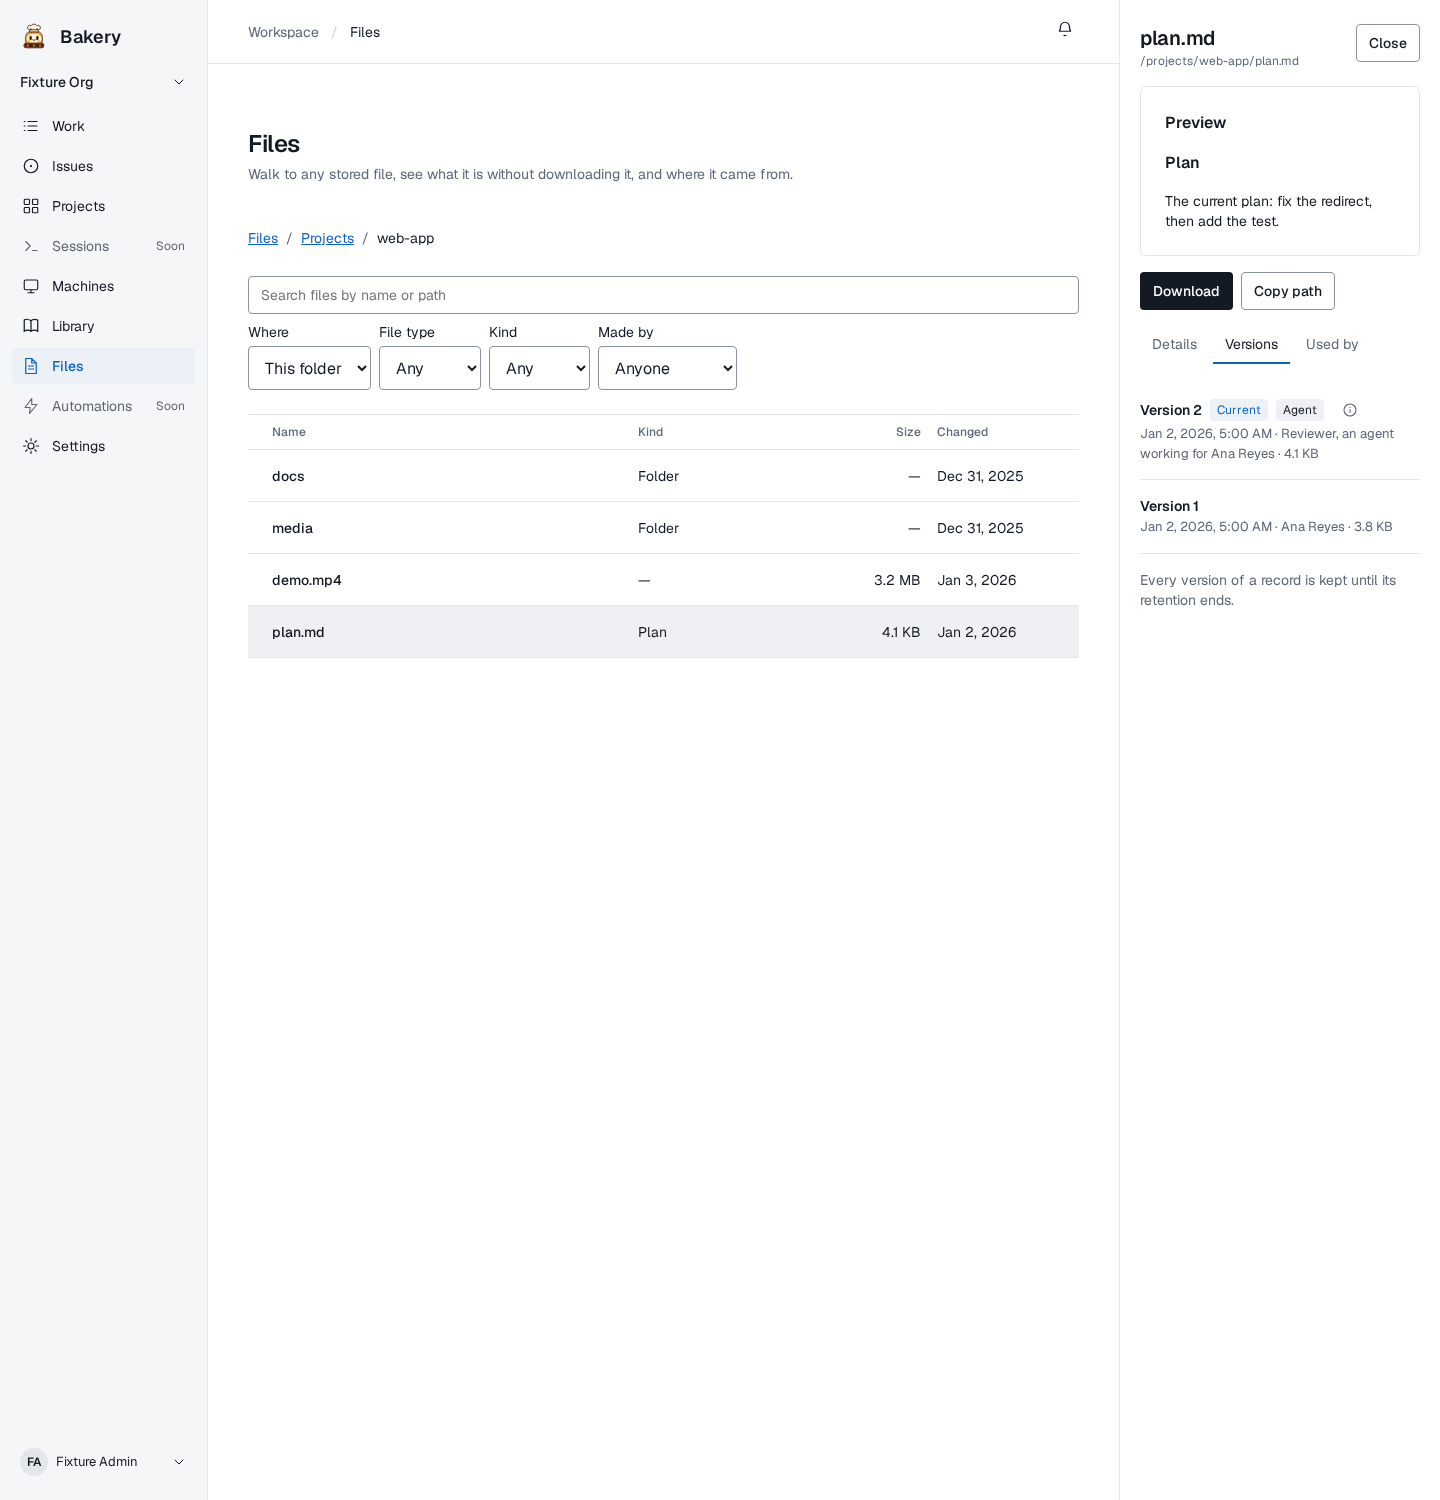 Bakery
Fixture Org
Work
Issues
Projects
Sessions Soon
Machines
Library
Files
Automations Soon
Settings
FA Fixture Admin
Workspace / Files
Files
Walk to any stored file, see what it is without downloading it, and where it came from.
Files / Projects / web-app
Search files by name or path
Where File type Kind Made by
This folder Any Any Anyone
Name Kind Size Changed
docs Folder — Dec 31, 2025
media Folder — Dec 31, 2025
demo.mp4 — 3.2 MB Jan 3, 2026
plan.md Plan 4.1 KB Jan 2, 2026
plan.md Close
/projects/web-app/plan.md
Preview
Plan
The current plan: fix the redirect,
then add the test.
Download Copy path
Details Versions Used by
Version 2 Current Agent
Jan 2, 2026, 5:00 AM · Reviewer, an agent
working for Ana Reyes · 4.1 KB
Version 1
Jan 2, 2026, 5:00 AM · Ana Reyes · 3.8 KB
Every version of a record is kept until its
retention ends.